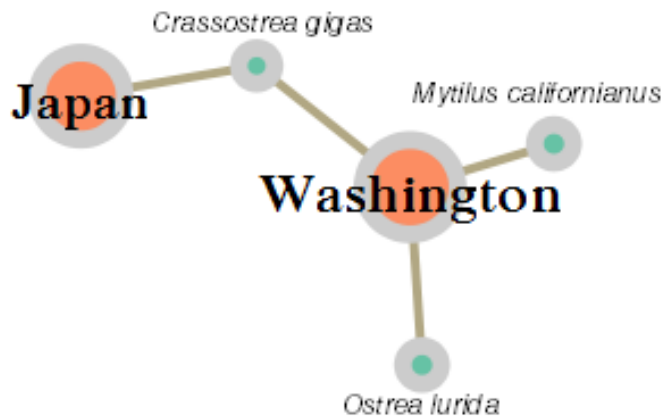 Crassostrea gigas
Japan
Mytilus californianus
Washington
Ostrea lurida